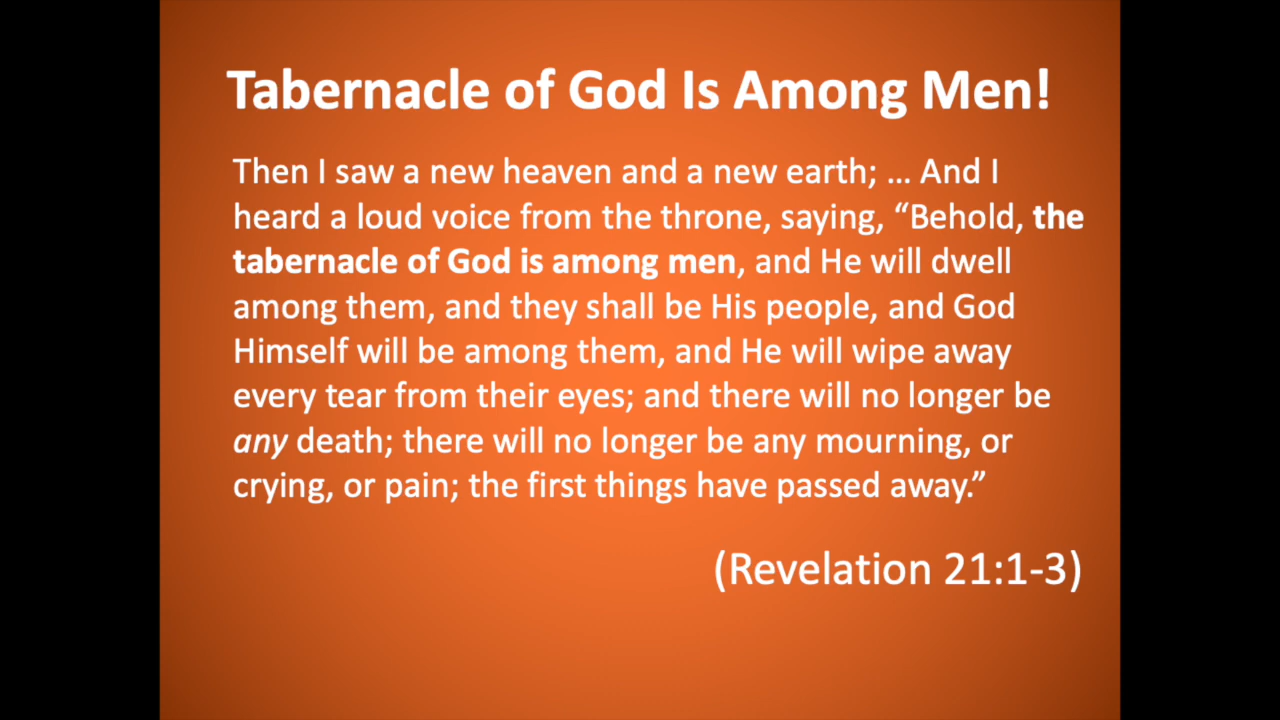 Tabernacle of God Is Among Men!
Then I saw a new heaven and a new earth; … And I
heard a loud voice from the throne, saying, “Behold, the
tabernacle of God is among men, and He will dwell
among them, and they shall be His people, and God
Himself will be among them, and He will wipe away
every tear from their eyes; and there will no longer be
any death; there will no longer be any mourning, or
crying, or pain; the first things have passed away.”
(Revelation 21:1-3)